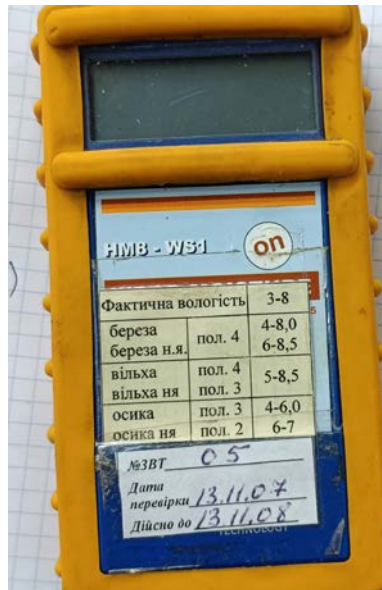 HMB - WS1 on
Фактична вологість 3-8
береза пол. 4 4-8,0
береза н.я. 6-8,5
вільха пол. 4 5-8,5
вільха ня пол. 3
осика пол. 3 4-6,0
осика ня пол. 2 6-7
№ЗВТ 05
Дата
перевірки 13.11.07
Дійсно до 13.11.08
TECHNOLOGY